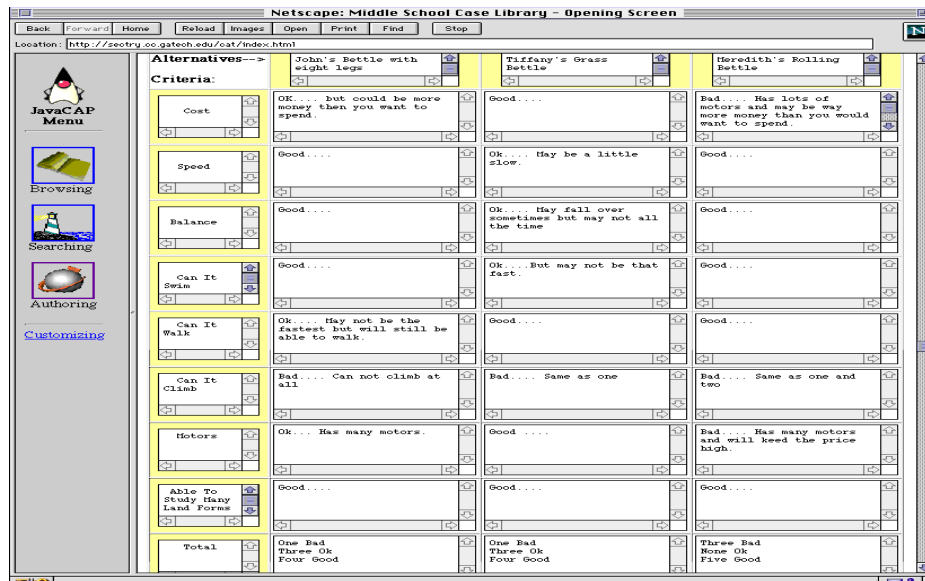 Netscape: Middle School Case Library - Opening Screen
Back Forward Home Reload Images Open Print Find Stop
Location: http://seotry.cc.gatech.edu/cat/index.html
JavaCAP
Menu
Browsing
Searching
Authoring
Customizing
Alternatives-->
Criteria:
John's Bettle with
eight legs
Tiffany's Grass
Bettle
Meredith's Rolling
Bettle
Cost
OK.... but could be more
money then you want to
spend.
Good....
Bad.... Has lots of
motors and may be way
more money than you would
want to spend.
Speed
Good....
Ok.... May be a little
slow.
Good....
Balance
Good....
Ok.... May fall over
sometimes but may not all
the time
Good....
Can It
Swim
Good....
Ok....But may not be that
fast.
Good....
Can It
Walk
Ok.... May not be the
fastest but will still be
able to walk.
Good....
Good....
Can It
Climb
Bad.... Can not climb at
all
Bad.... Same as one
Bad.... Same as one and
two
Motors
Ok... Has many motors.
Good ....
Bad.... Has many motors
and will keed the price
high.
Able To
Study Many
Land Forms
Good....
Good....
Good....
Total
One Bad
Three Ok
Four Good
One Bad
Three Ok
Four Good
Three Bad
None Ok
Five Good